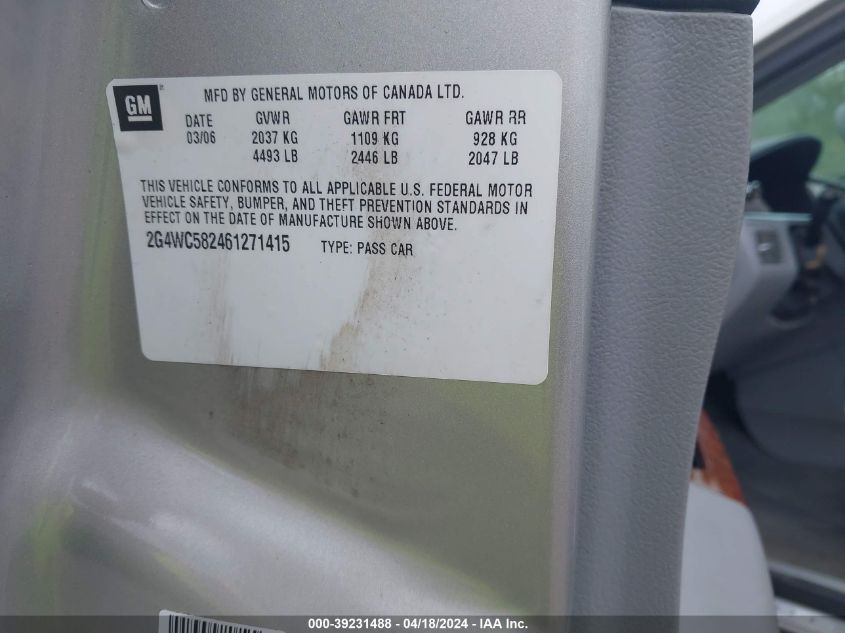 GM
MFD BY GENERAL MOTORS OF CANADA LTD.
DATE GVWR GAWR FRT GAWR RR
03/06 2037 KG 1109 KG 928 KG
4493 LB 2446 LB 2047 LB
THIS VEHICLE CONFORMS TO ALL APPLICABLE U.S. FEDERAL MOTOR
VEHICLE SAFETY, BUMPER, AND THEFT PREVENTION STANDARDS IN
EFFECT ON THE DATE OF MANUFACTURE SHOWN ABOVE.
2G4WC582461271415 TYPE: PASS CAR
000-39231488 - 04/18/2024 - IAA Inc.